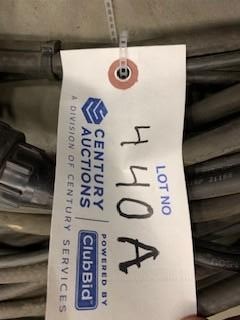 CENTURY
AUCTIONS
A DIVISION OF CENTURY SERVICES
POWERED BY
ClubBid
LOT NO
440A